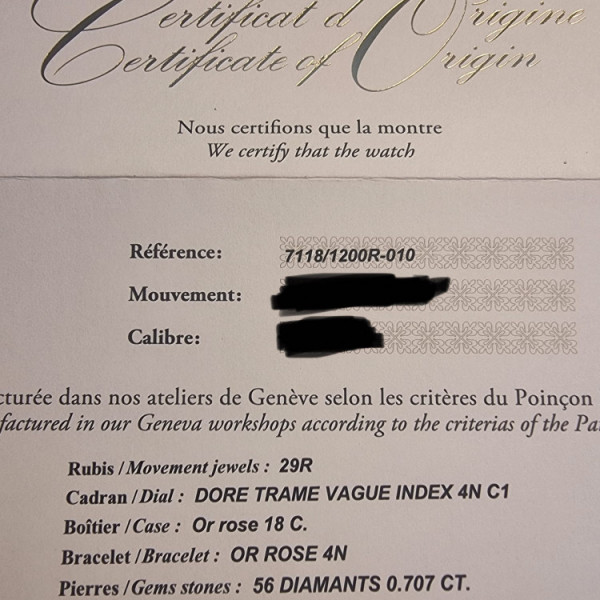 Certificat d'Origine
Certificate of Origin
Nous certifions que la montre
We certify that the watch
Référence: 7118/1200R-010
Mouvement:
Calibre:
cturée dans nos ateliers de Genève selon les critères du Poinçon
factured in our Geneva workshops according to the criterias of the Pa
Rubis / Movement jewels : 29R
Cadran / Dial : DORE TRAME VAGUE INDEX 4N C1
Boîtier / Case : Or rose 18 C.
Bracelet / Bracelet : OR ROSE 4N
Pierres / Gems stones : 56 DIAMANTS 0.707 CT.